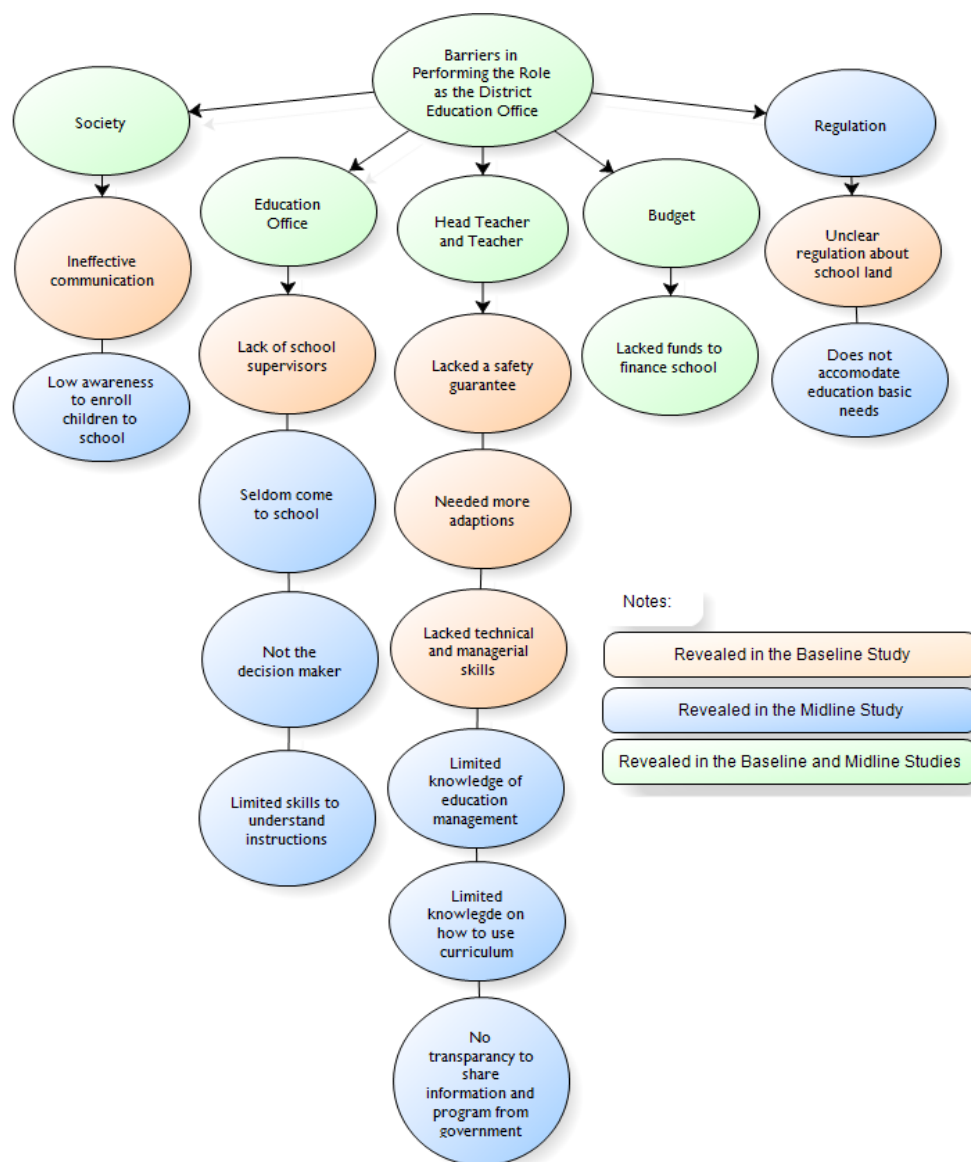 Barriers in
Performing the Role
as the District
Education Office
Society
Regulation
Education
Office
Head Teacher
and Teacher
Budget
Ineffective
communication
Unclear
regulation about
school land
Lack of school
supervisors
Lacked a safety
guarantee
Lacked funds to
finance school
Low awareness
to enroll
children to
school
Does not
accomodate
education basic
needs
Seldom come
to school
Needed more
adaptions
Not the
decision maker
Lacked technical
and managerial
skills
Limited skills to
understand
instructions
Limited
knowledge of
education
management
Limited
knowlegde on
how to use
curriculum
No
transparancy to
share
information and
program from
government
Notes:
Revealed in the Baseline Study
Revealed in the Midline Study
Revealed in the Baseline and Midline Studies